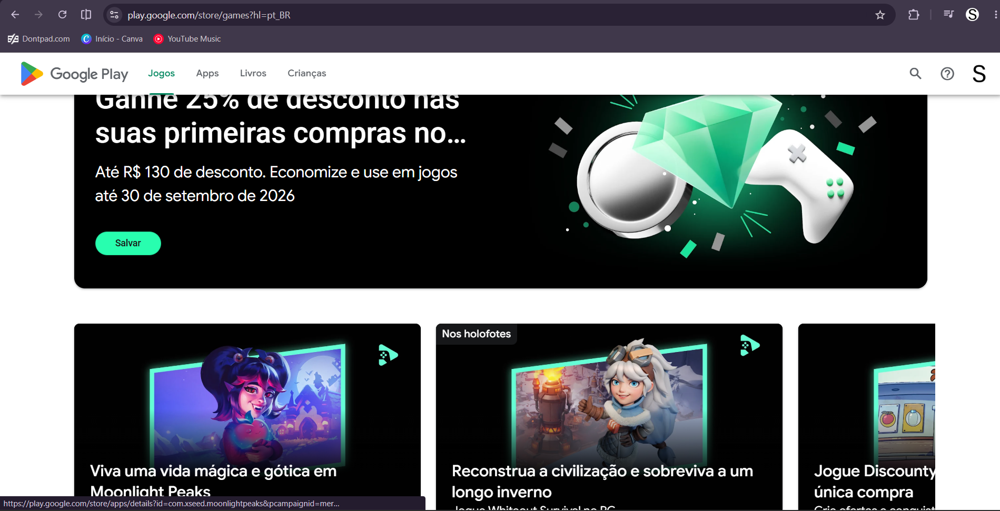 play.google.com/store/games?hl=pt_BR
S
Dontpad.com
Início - Canva
YouTube Music
Google Play
Jogos
Apps
Livros
Crianças
S
Ganhe 25% de desconto nas
suas primeiras compras no...
Até R$ 130 de desconto. Economize e use em jogos
até 30 de setembro de 2026
Salvar
Viva uma vida mágica e gótica em
Moonlight Peaks
Nos holofotes
Reconstrua a civilização e sobreviva a um
longo inverno
Jogue Whiteout Survival no PC
Jogue Discounty
única compra
Crie ofertas e conquist
https://play.google.com/store/apps/details?id=com.xseed.moonlightpeaks&pcampaignid=mer...